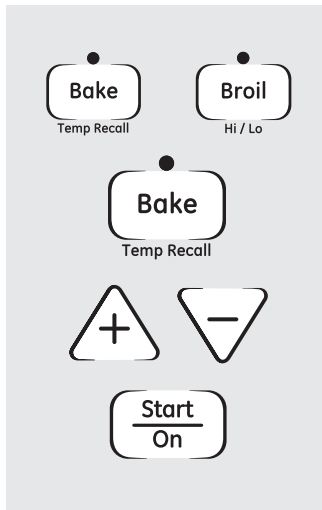 Bake Broil
Temp Recall Hi / Lo
Bake
Temp Recall
+ −
Start
On